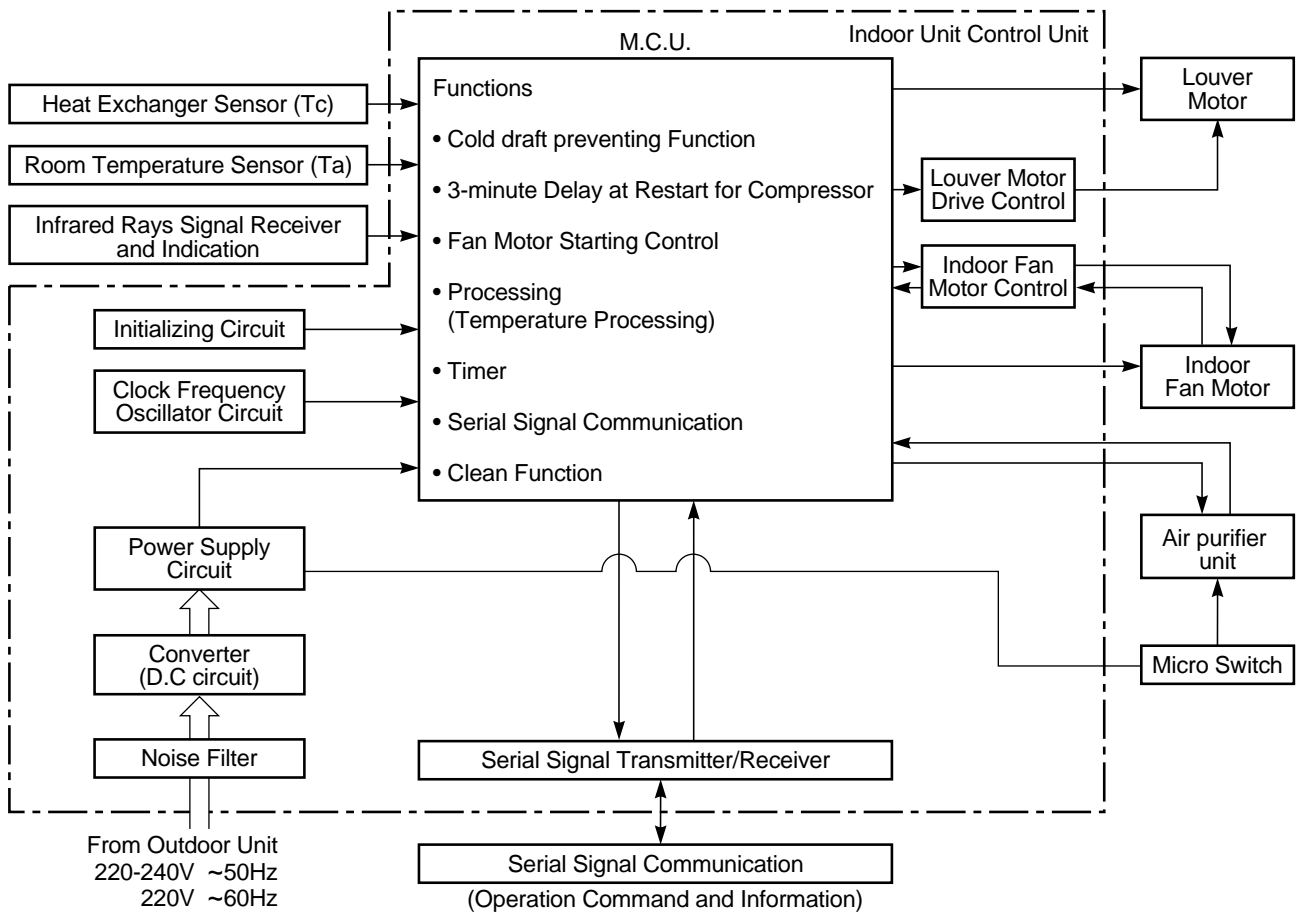 Indoor Unit Control Unit
M.C.U.
Functions
• Cold draft preventing Function
• 3-minute Delay at Restart for Compressor
• Fan Motor Starting Control
• Processing
(Temperature Processing)
• Timer
• Serial Signal Communication
• Clean Function
Heat Exchanger Sensor (Tc)
Room Temperature Sensor (Ta)
Infrared Rays Signal Receiver
and Indication
Initializing Circuit
Clock Frequency
Oscillator Circuit
Power Supply
Circuit
Converter
(D.C circuit)
Noise Filter
From Outdoor Unit
220-240V ~50Hz
220V ~60Hz
Louver
Motor
Louver Motor
Drive Control
Indoor Fan
Motor Control
Indoor
Fan Motor
Air purifier
unit
Micro Switch
Serial Signal Transmitter/Receiver
Serial Signal Communication
(Operation Command and Information)